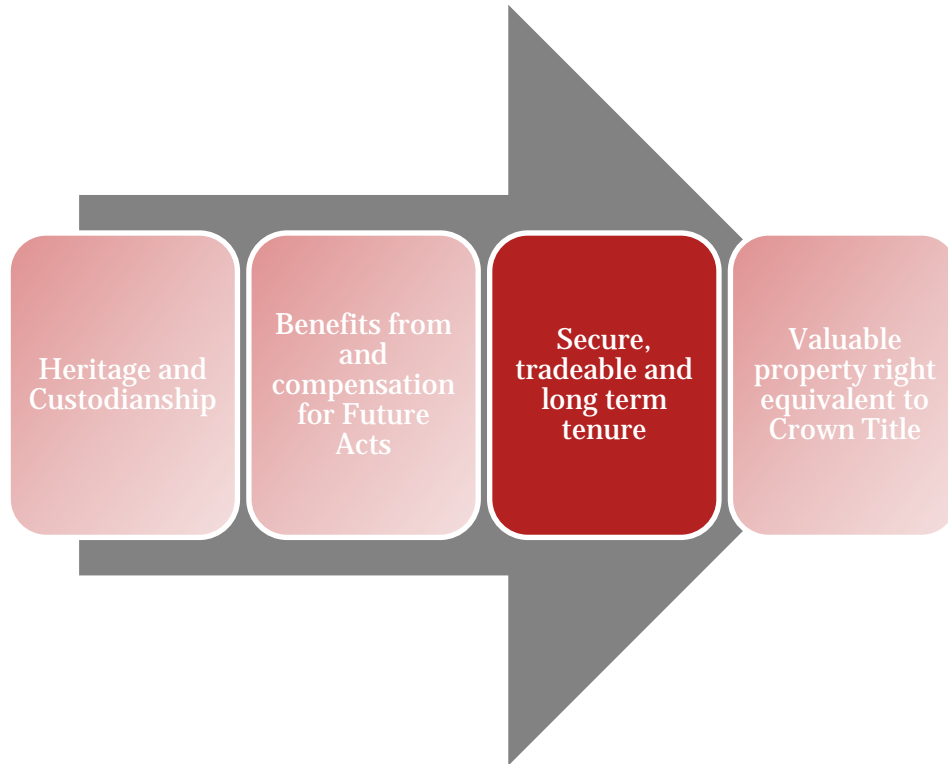 Heritage and
Custodianship
Benefits from
and
compensation
for Future
Acts
Secure,
tradeable and
long term
tenure
Valuable
property right
equivalent to
Crown Title